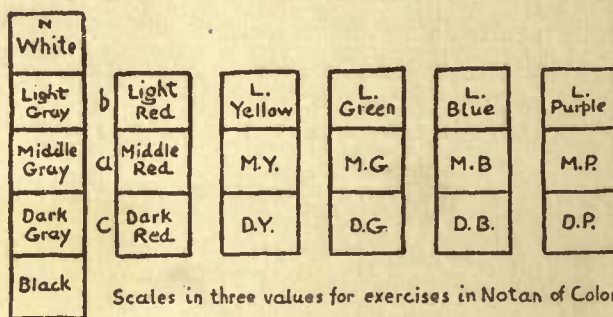 N
White
Light Gray
Middle Gray
Dark Gray
Black
b
a
c
Light Red
Middle Red
Dark Red
L. Yellow
M.Y.
D.Y.
L. Green
M.G
D.G.
L. Blue
M.B
D.B.
L. Purple
M.P.
D.P.
Scales in three values for exercises in Notan of Color